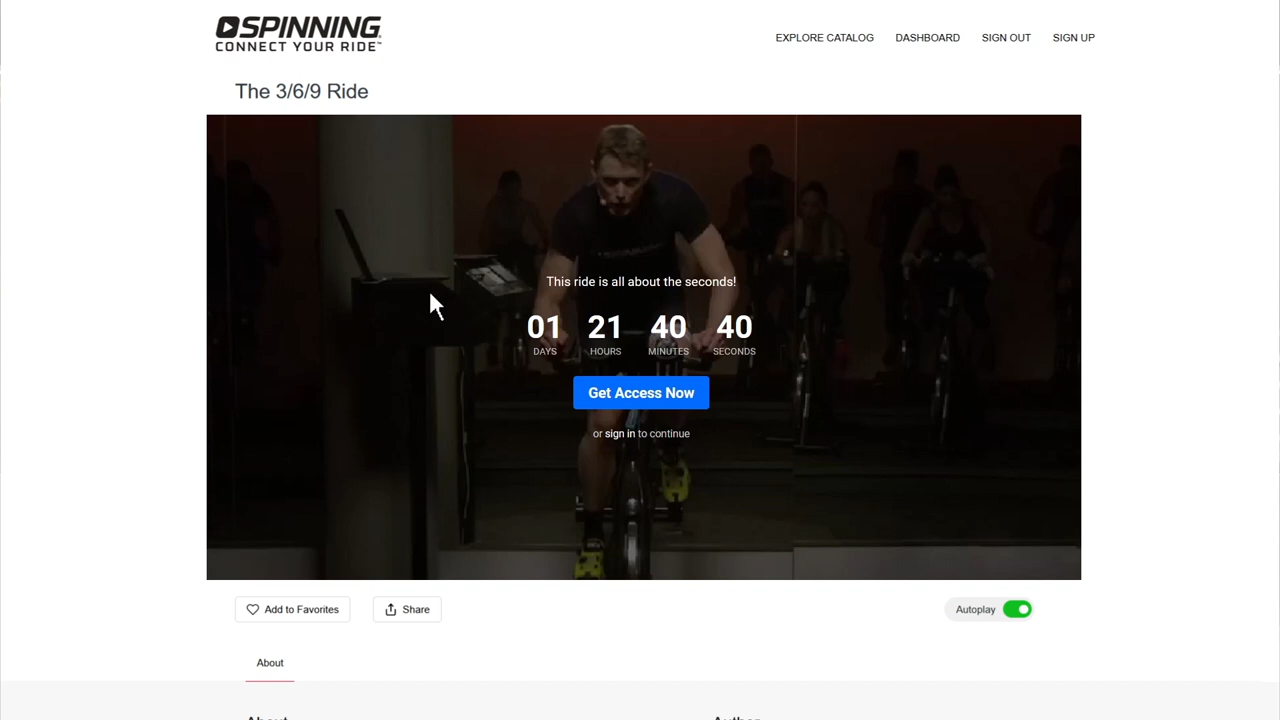 SPINNING
CONNECT YOUR RIDE™
EXPLORE CATALOG DASHBOARD SIGN OUT SIGN UP
The 3/6/9 Ride
This ride is all about the seconds!
01 21 40 40
DAYS HOURS MINUTES SECONDS
Get Access Now
or sign in to continue
Add to Favorites Share Autoplay
About
About Author